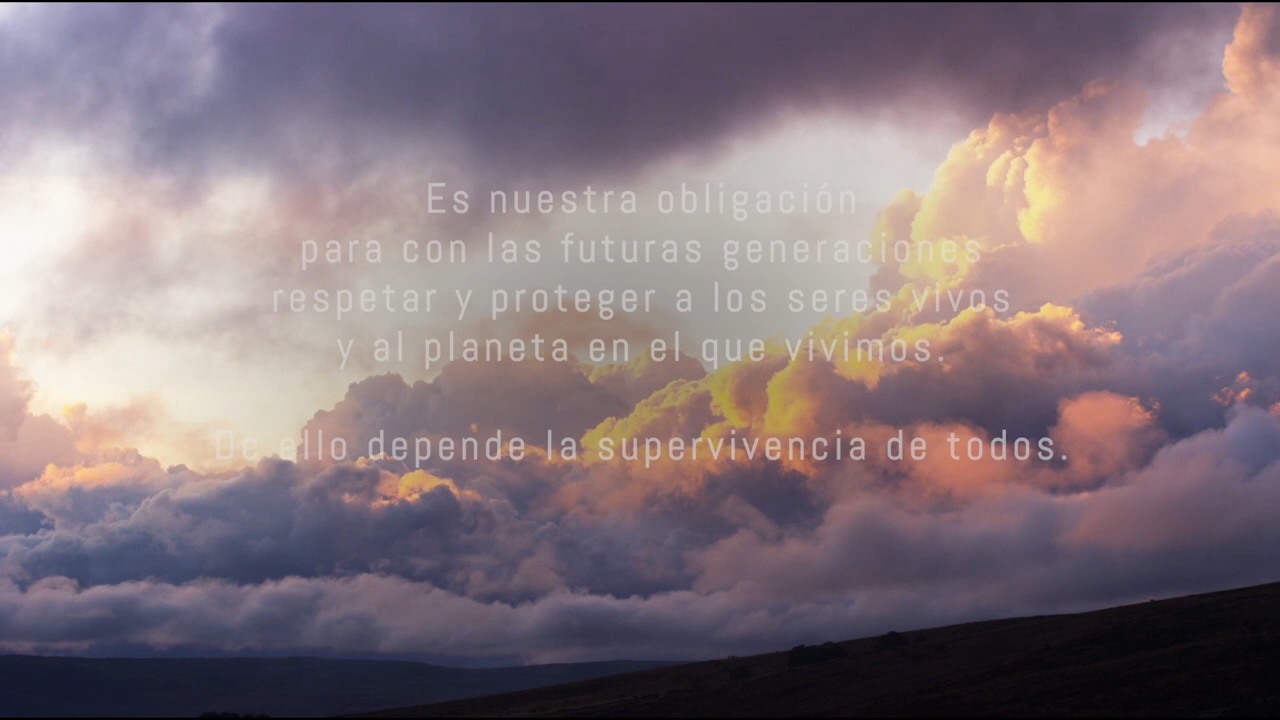 Es nuestra obligación
para con las futuras generaciones
respetar y proteger a los seres vivos
y al planeta en el que vivimos.
De ello depende la supervivencia de todos.